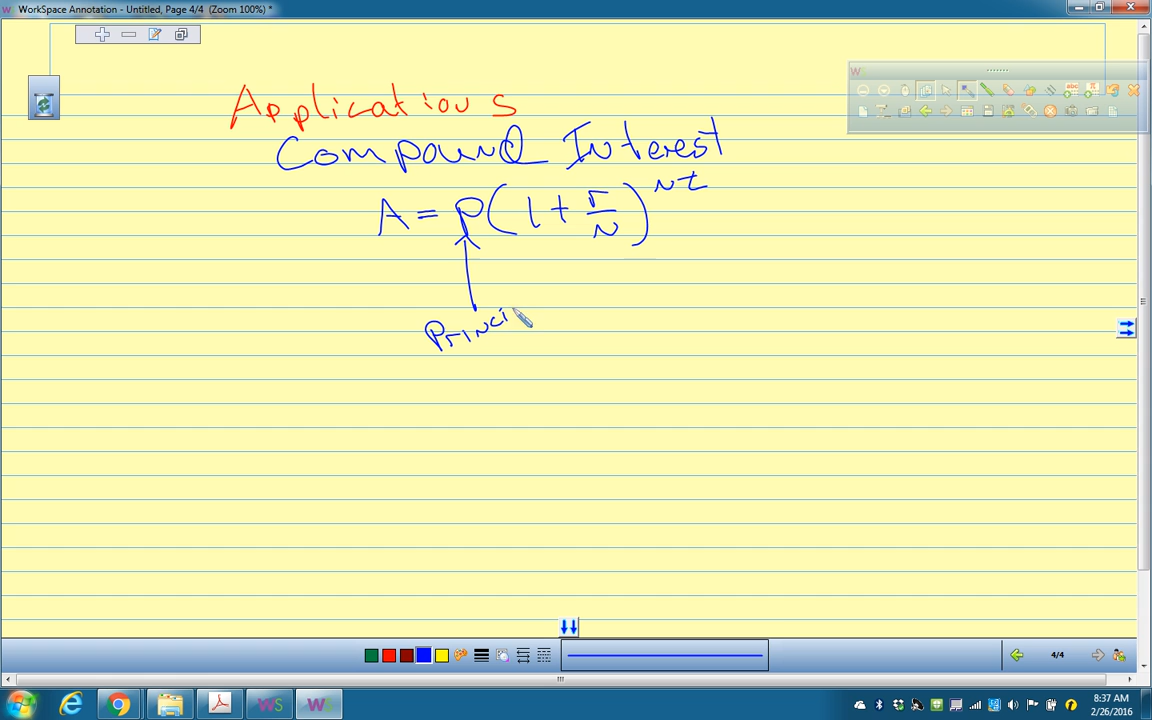 WorkSpace Annotation - Untitled, Page 4/4 (Zoom 100%) *
Applications
Compound Interest
A = P(1 + r/N)^Nt
Princi
4/4
8:37 AM
2/26/2016